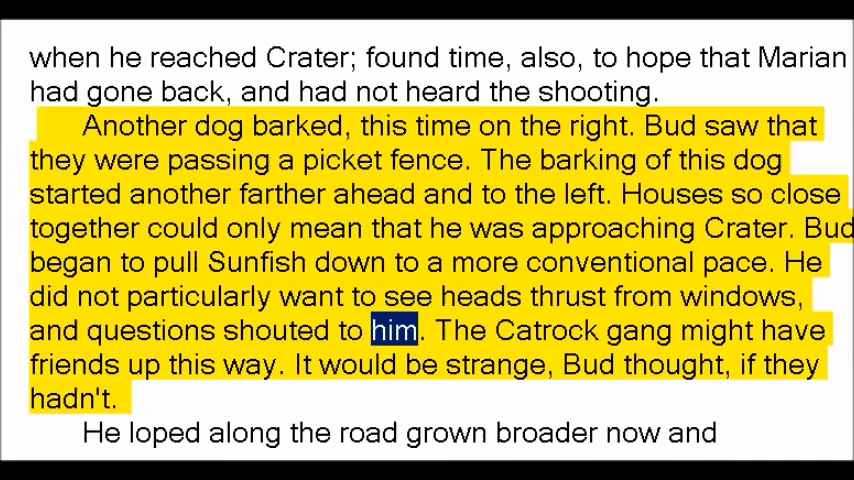 when he reached Crater; found time, also, to hope that Marian
had gone back, and had not heard the shooting.
Another dog barked, this time on the right. Bud saw that
they were passing a picket fence. The barking of this dog
started another farther ahead and to the left. Houses so close
together could only mean that he was approaching Crater. Bud
began to pull Sunfish down to a more conventional pace. He
did not particularly want to see heads thrust from windows,
and questions shouted to him. The Catrock gang might have
friends up this way. It would be strange, Bud thought, if they
hadn't.
He loped along the road grown broader now and